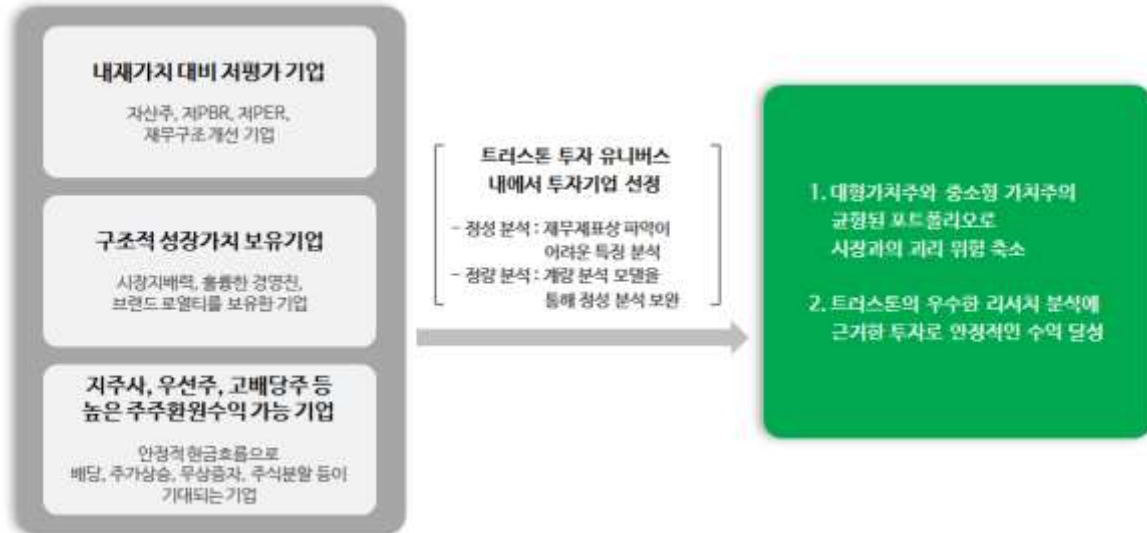 내재가치 대비 저평가 기업
자산주, 저PBR, 저PER,
재무구조 개선 기업
구조적 성장가치 보유기업
시장지배력, 훌륭한 경영진,
브랜드 로열티를 보유한 기업
지주사, 우선주, 고배당주 등
높은 주주환원수익 가능 기업
안정적 현금흐름으로
배당, 주가상승, 무상증자, 주식분할 등이
기대되는 기업
트러스톤 투자 유니버스
내에서 투자기업 선정
- 정성 분석 : 재무제표상 파악이
어려운 특징 분석
- 정량 분석 : 계량 분석 모델을
통해 정성 분석 보완
1. 대형가치주와 중소형 가치주의
균형된 포트폴리오로
시장과의 괴리 위험 축소
2. 트러스톤의 우수한 리서치 분석에
근거한 투자로 안정적인 수익 달성